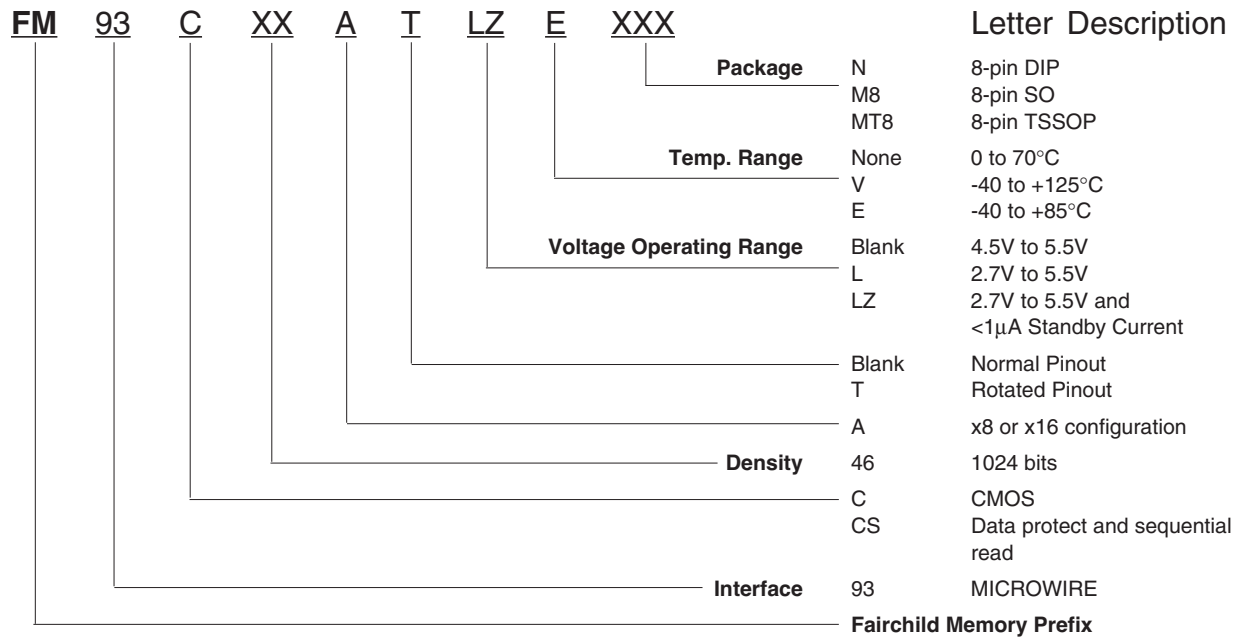 FM 93 C XX A T LZ E XXX Letter Description
Package N 8-pin DIP
M8 8-pin SO
MT8 8-pin TSSOP
Temp. Range None 0 to 70°C
V -40 to +125°C
E -40 to +85°C
Voltage Operating Range Blank 4.5V to 5.5V
L 2.7V to 5.5V
LZ 2.7V to 5.5V and
<1µA Standby Current
Blank Normal Pinout
T Rotated Pinout
A x8 or x16 configuration
Density 46 1024 bits
C CMOS
CS Data protect and sequential
read
Interface 93 MICROWIRE
Fairchild Memory Prefix